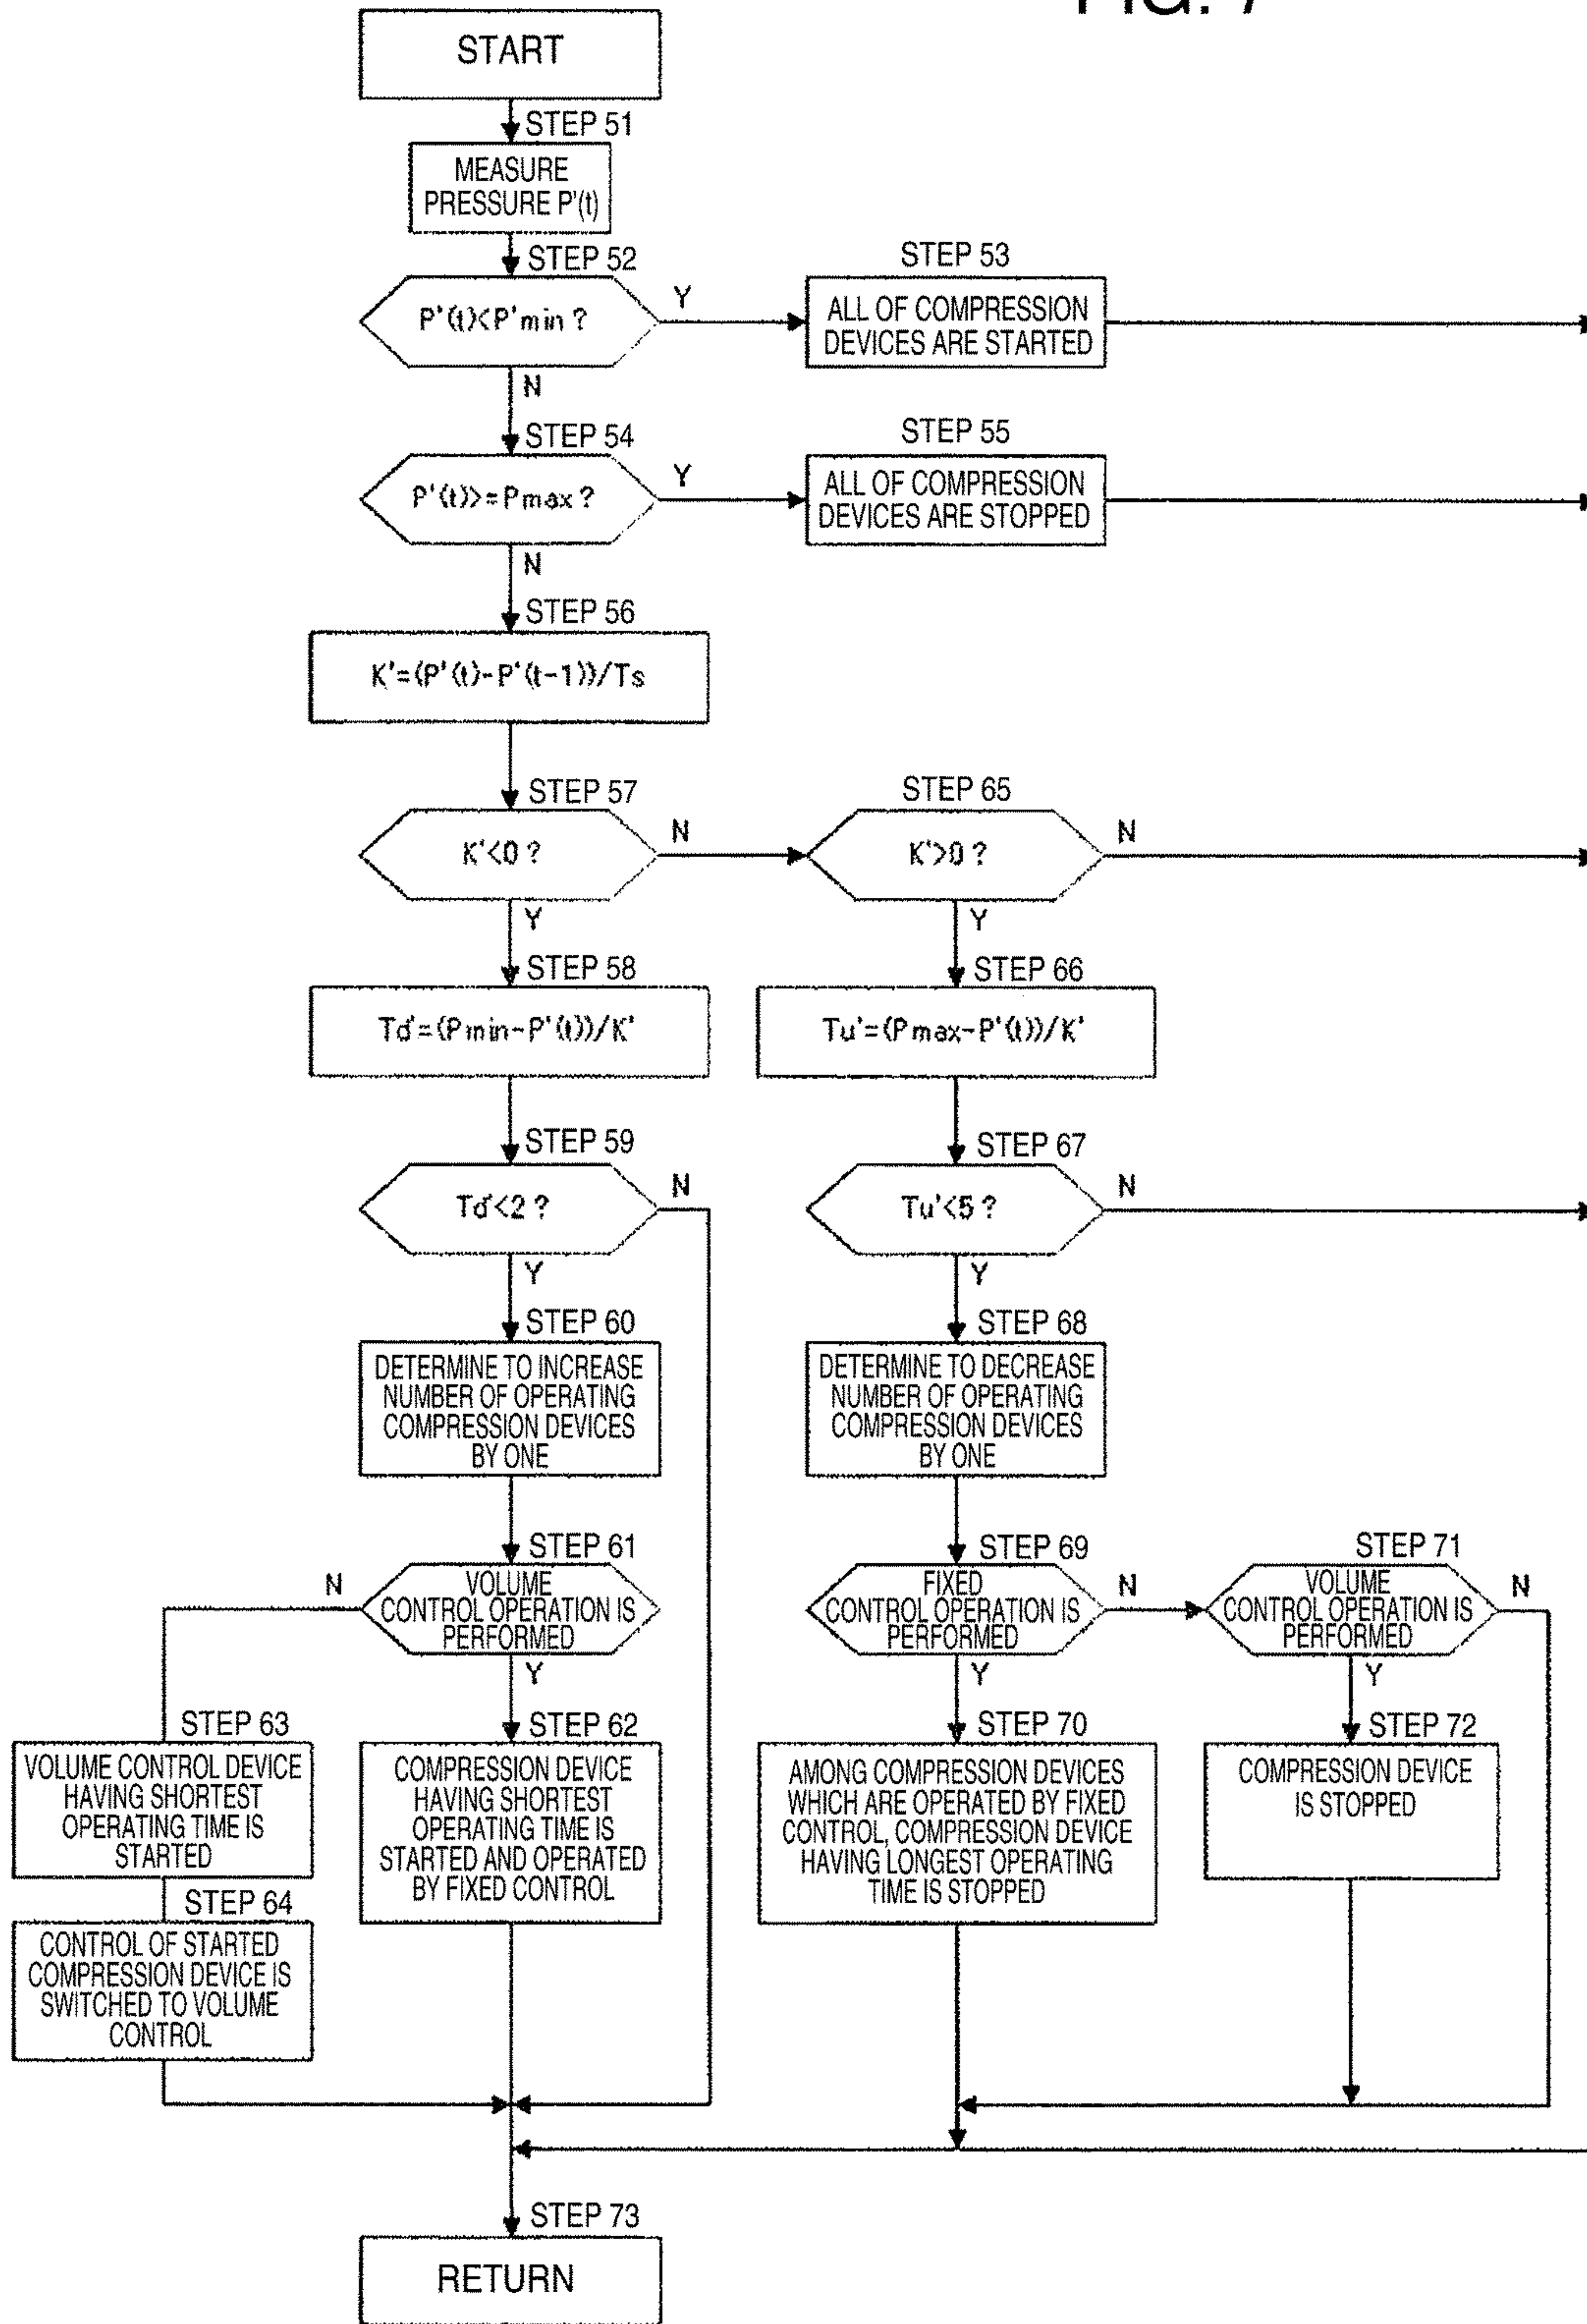 FIG. 7
START
STEP 51
MEASURE
PRESSURE P'(t)
STEP 52
P'(t)<P'min ?
Y
N
STEP 53
ALL OF COMPRESSION
DEVICES ARE STARTED
STEP 54
P'(t)>=Pmax ?
Y
N
STEP 55
ALL OF COMPRESSION
DEVICES ARE STOPPED
STEP 56
K'=(P'(t)-P'(t-1))/Ts
STEP 57
K'<0 ?
N
Y
STEP 65
K'>0 ?
N
Y
STEP 58
Td'=(Pmin-P'(t))/K'
STEP 66
Tu'=(Pmax-P'(t))/K'
STEP 59
Td'<2 ?
N
Y
STEP 67
Tu'<5 ?
N
Y
STEP 60
DETERMINE TO INCREASE
NUMBER OF OPERATING
COMPRESSION DEVICES
BY ONE
STEP 68
DETERMINE TO DECREASE
NUMBER OF OPERATING
COMPRESSION DEVICES
BY ONE
STEP 61
N
VOLUME
CONTROL OPERATION IS
PERFORMED
Y
STEP 69
FIXED
CONTROL OPERATION IS
PERFORMED
N
Y
STEP 71
VOLUME
CONTROL OPERATION IS
PERFORMED
N
Y
STEP 63
VOLUME CONTROL DEVICE
HAVING SHORTEST
OPERATING TIME IS
STARTED
STEP 62
COMPRESSION DEVICE
HAVING SHORTEST
OPERATING TIME IS
STARTED AND OPERATED
BY FIXED CONTROL
STEP 70
AMONG COMPRESSION DEVICES
WHICH ARE OPERATED BY FIXED
CONTROL, COMPRESSION DEVICE
HAVING LONGEST OPERATING
TIME IS STOPPED
STEP 72
COMPRESSION DEVICE
IS STOPPED
STEP 64
CONTROL OF STARTED
COMPRESSION DEVICE IS
SWITCHED TO VOLUME
CONTROL
STEP 73
RETURN